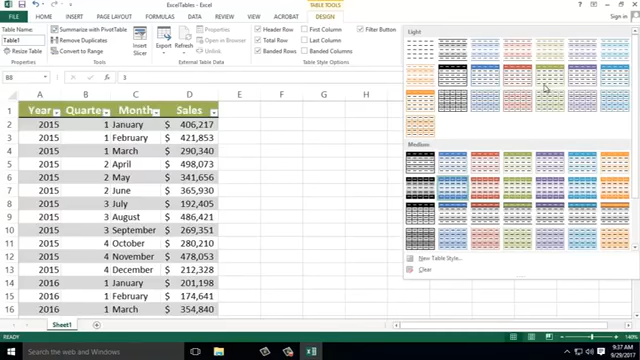 ExcelTables - Excel
TABLE TOOLS
FILE HOME INSERT PAGE LAYOUT FORMULAS DATA REVIEW VIEW ACROBAT DESIGN
Sign in
Table Name:
Table1
Resize Table
Summarize with PivotTable
Remove Duplicates
Convert to Range
Insert Slicer
Export
Refresh
Properties
Open in Browser
Unlink
Header Row
Total Row
Banded Rows
First Column
Last Column
Banded Columns
Filter Button
Properties
Tools
External Table Data
Table Style Options
B8 fx 3
A B C D E F G H
1 Year Quarte Month Sales
2 2015 1 January $ 406,217
3 2015 1 February $ 421,853
4 2015 1 March $ 290,340
5 2015 2 April $ 498,073
6 2015 2 May $ 341,656
7 2015 2 June $ 365,930
8 2015 3 July $ 192,405
9 2015 3 August $ 486,421
10 2015 3 September $ 269,351
11 2015 4 October $ 280,210
12 2015 4 November $ 478,053
13 2015 4 December $ 212,328
14 2016 1 January $ 201,198
15 2016 1 February $ 174,641
16 2016 1 March $ 354,840
Light
Medium
New Table Style...
Clear
Sheet1
READY
140%
Search the web and Windows
9:37 AM
9/26/2017